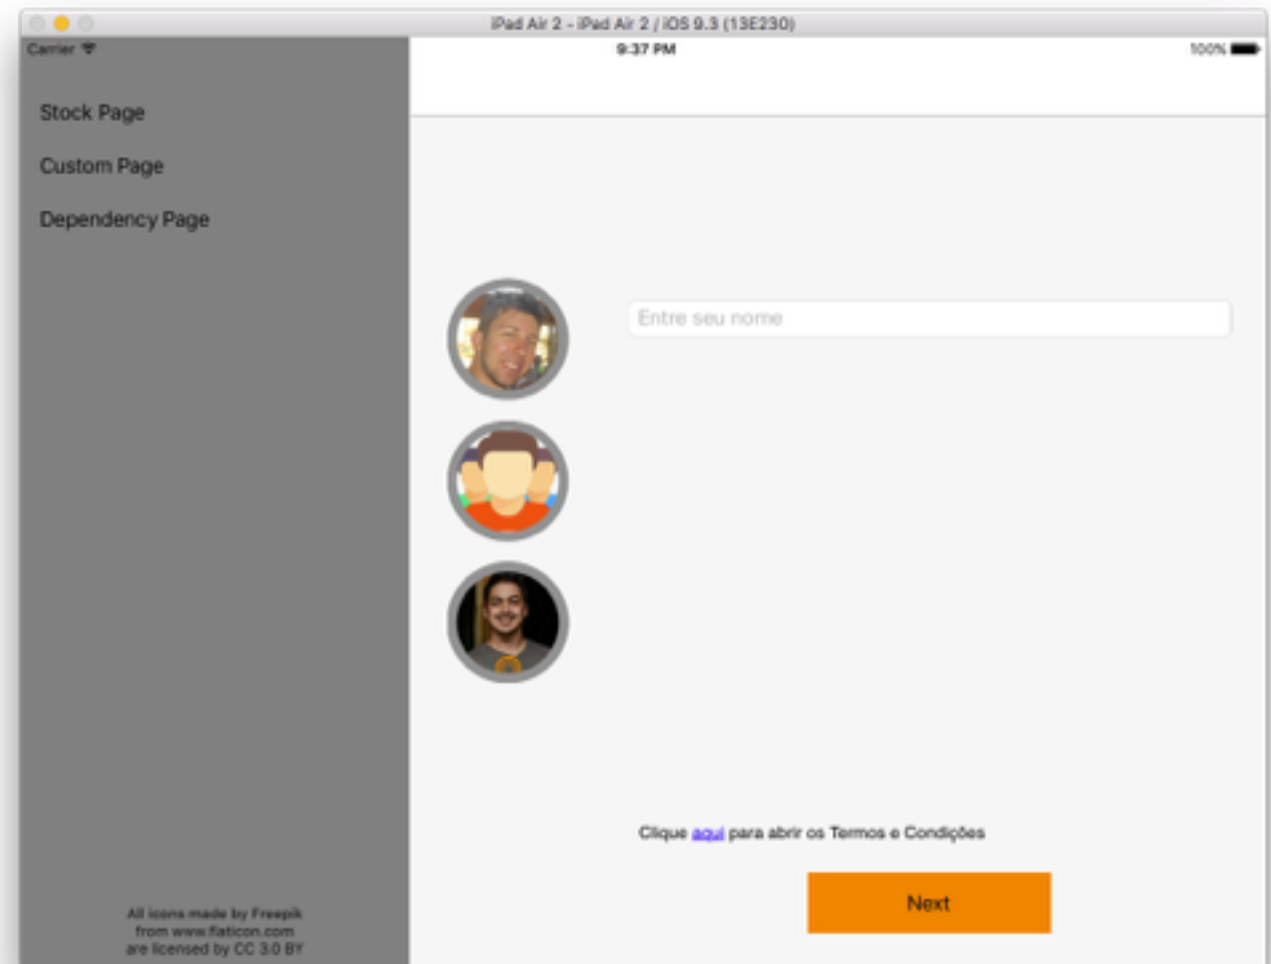 iPad Air 2 - iPad Air 2 / iOS 9.3 (13E230)
Carrier 9:37 PM 100%
Stock Page
Custom Page
Dependency Page
Entre seu nome
Clique aqui para abrir os Termos e Condições
Next
All icons made by Freepik
from www.flaticon.com
are licensed by CC 3.0 BY